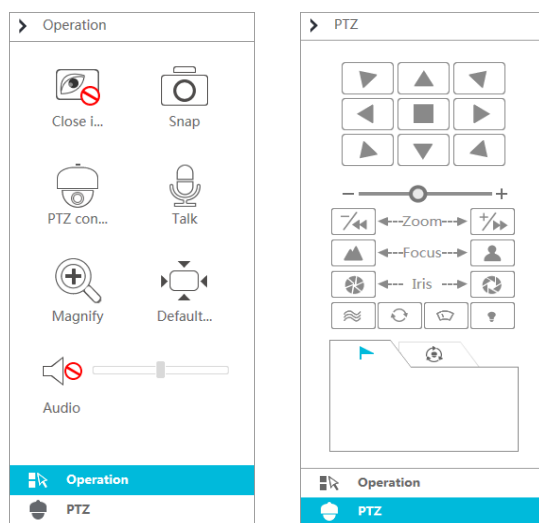 Operation
Close i...
Snap
PTZ con...
Talk
Magnify
Default...
Audio
Operation
PTZ
PTZ
Zoom
Focus
Iris
Operation
PTZ